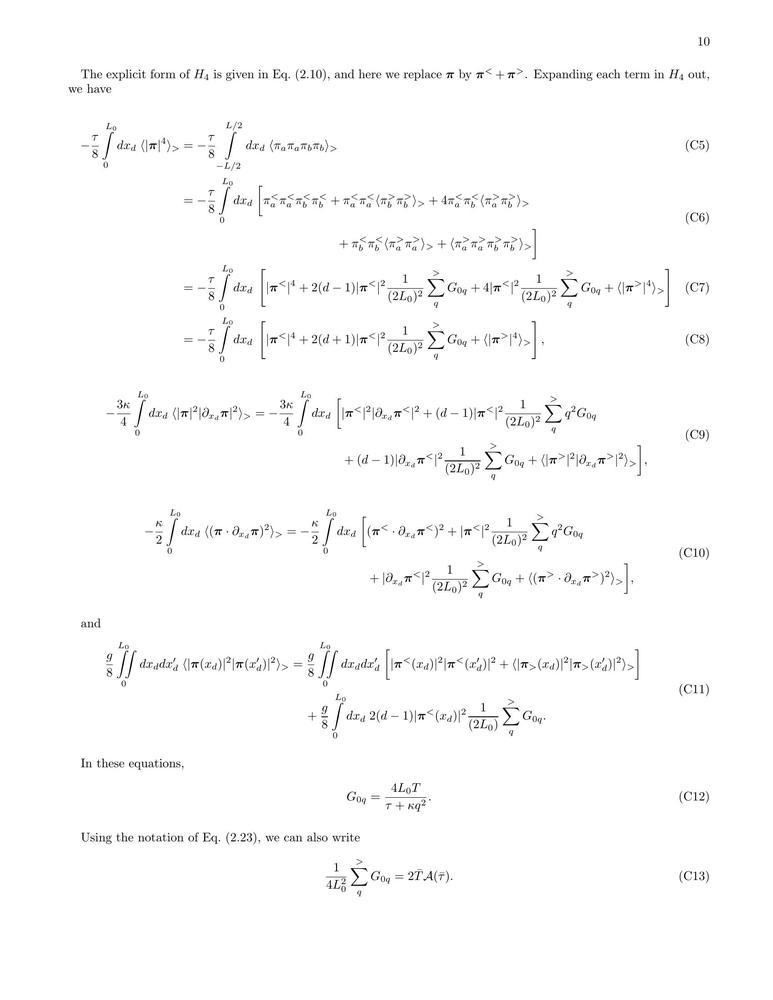 10
The explicit form of $H_4$ is given in Eq. (2.10), and here we replace $\boldsymbol{\pi}$ by $\boldsymbol{\pi}^< + \boldsymbol{\pi}^>$. Expanding each term in $H_4$ out,
we have
$-\frac{\tau}{8} \int_0^{L_0} dx_d \, \langle |\boldsymbol{\pi}|^4 \rangle_> = -\frac{\tau}{8} \int_{-L/2}^{L/2} dx_d \, \langle \pi_a \pi_a \pi_b \pi_b \rangle_>$ (C5)
$= -\frac{\tau}{8} \int_0^{L_0} dx_d \Big[ \pi_a^< \pi_a^< \pi_b^< \pi_b^< + \pi_a^< \pi_a^< \langle \pi_b^> \pi_b^> \rangle_> + 4 \pi_a^< \pi_b^< \langle \pi_a^> \pi_b^> \rangle_>$
$+ \pi_b^< \pi_b^< \langle \pi_a^> \pi_a^> \rangle_> + \langle \pi_a^> \pi_a^> \pi_b^> \pi_b^> \rangle_> \Big]$ (C6)
$= -\frac{\tau}{8} \int_0^{L_0} dx_d \left[ |\boldsymbol{\pi}^<|^4 + 2(d-1)|\boldsymbol{\pi}^<|^2 \frac{1}{(2L_0)^2} \sum_q^> G_{0q} + 4|\boldsymbol{\pi}^<|^2 \frac{1}{(2L_0)^2} \sum_q^> G_{0q} + \langle |\boldsymbol{\pi}^>|^4 \rangle_> \right]$ (C7)
$= -\frac{\tau}{8} \int_0^{L_0} dx_d \left[ |\boldsymbol{\pi}^<|^4 + 2(d+1)|\boldsymbol{\pi}^<|^2 \frac{1}{(2L_0)^2} \sum_q^> G_{0q} + \langle |\boldsymbol{\pi}^>|^4 \rangle_> \right],$ (C8)
$-\frac{3\kappa}{4} \int_0^{L_0} dx_d \, \langle |\boldsymbol{\pi}|^2 |\partial_{x_d} \boldsymbol{\pi}|^2 \rangle_> = -\frac{3\kappa}{4} \int_0^{L_0} dx_d \Big[ |\boldsymbol{\pi}^<|^2 |\partial_{x_d} \boldsymbol{\pi}^<|^2 + (d-1)|\boldsymbol{\pi}^<|^2 \frac{1}{(2L_0)^2} \sum_q^> q^2 G_{0q}$
$+ (d-1)|\partial_{x_d} \boldsymbol{\pi}^<|^2 \frac{1}{(2L_0)^2} \sum_q^> G_{0q} + \langle |\boldsymbol{\pi}^>|^2 |\partial_{x_d} \boldsymbol{\pi}^>|^2 \rangle_> \Big],$ (C9)
$-\frac{\kappa}{2} \int_0^{L_0} dx_d \, \langle (\boldsymbol{\pi} \cdot \partial_{x_d} \boldsymbol{\pi})^2 \rangle_> = -\frac{\kappa}{2} \int_0^{L_0} dx_d \Big[ (\boldsymbol{\pi}^< \cdot \partial_{x_d} \boldsymbol{\pi}^<)^2 + |\boldsymbol{\pi}^<|^2 \frac{1}{(2L_0)^2} \sum_q^> q^2 G_{0q}$
$+ |\partial_{x_d} \boldsymbol{\pi}^<|^2 \frac{1}{(2L_0)^2} \sum_q^> G_{0q} + \langle (\boldsymbol{\pi}^> \cdot \partial_{x_d} \boldsymbol{\pi}^>)^2 \rangle_> \Big],$ (C10)
and
$\frac{g}{8} \iint_0^{L_0} dx_d dx_d' \, \langle |\boldsymbol{\pi}(x_d)|^2 |\boldsymbol{\pi}(x_d')|^2 \rangle_> = \frac{g}{8} \iint_0^{L_0} dx_d dx_d' \Big[ |\boldsymbol{\pi}^<(x_d)|^2 |\boldsymbol{\pi}^<(x_d')|^2 + \langle |\boldsymbol{\pi}_>(x_d)|^2 |\boldsymbol{\pi}_>(x_d')|^2 \rangle_> \Big]$
$+ \frac{g}{8} \int_0^{L_0} dx_d \, 2(d-1)|\boldsymbol{\pi}^<(x_d)|^2 \frac{1}{(2L_0)} \sum_q^> G_{0q}.$ (C11)
In these equations,
$G_{0q} = \frac{4L_0 T}{\tau + \kappa q^2}.$ (C12)
Using the notation of Eq. (2.23), we can also write
$\frac{1}{4L_0^2} \sum_q^> G_{0q} = 2\bar{T} \mathcal{A}(\bar{\tau}).$ (C13)